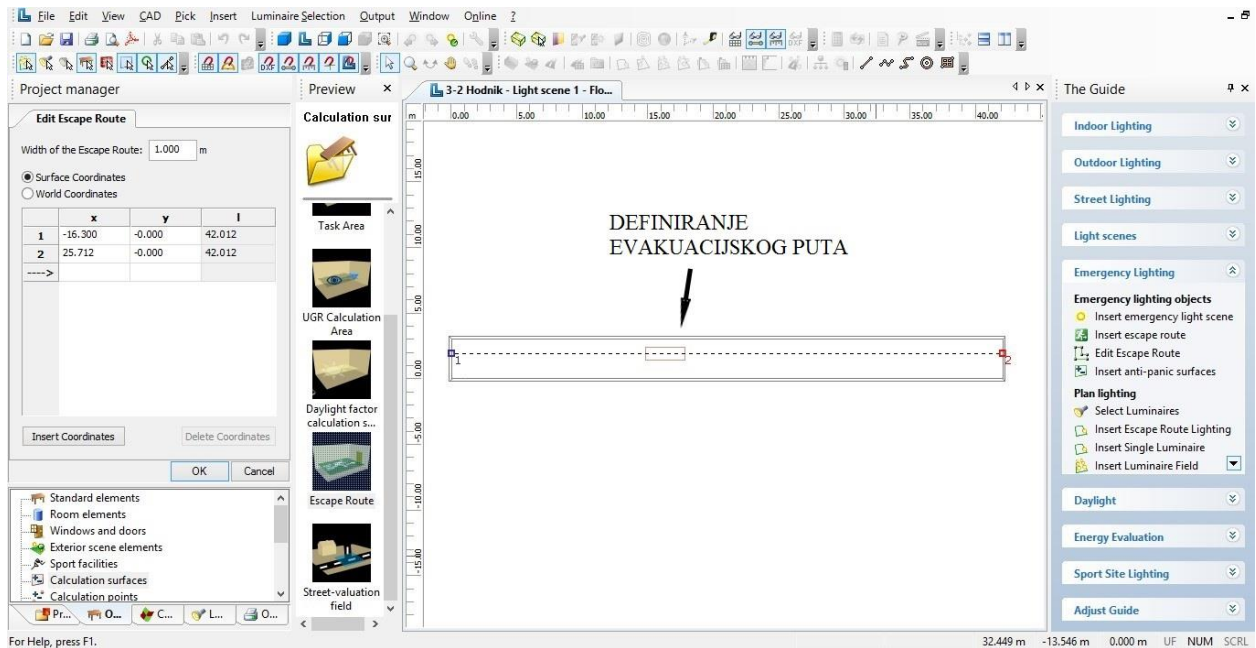 File Edit View CAD Pick Insert Luminaire Selection Output Window Online ?
Project manager
Edit Escape Route
Width of the Escape Route: 1.000 m
Surface Coordinates
World Coordinates
x y l
1 -16.300 -0.000 42.012
2 25.712 -0.000 42.012
---->
Insert Coordinates Delete Coordinates
OK Cancel
Standard elements
Room elements
Windows and doors
Exterior scene elements
Sport facilities
Calculation surfaces
Calculation points
Pr... O... C... L... O...
Preview
Calculation sur
Task Area
UGR Calculation
Area
Daylight factor
calculation s...
Escape Route
Street-valuation
field
3-2 Hodnik - Light scene 1 - Flo...
m 0.00 5.00 10.00 15.00 20.00 25.00 30.00 35.00 40.00
15.00
10.00
5.00
0.00
-5.00
-10.00
-15.00
DEFINIRANJE
EVAKUACIJSKOG PUTA
1 2
The Guide
Indoor Lighting
Outdoor Lighting
Street Lighting
Light scenes
Emergency Lighting
Emergency lighting objects
Insert emergency light scene
Insert escape route
Edit Escape Route
Insert anti-panic surfaces
Plan lighting
Select Luminaires
Insert Escape Route Lighting
Insert Single Luminaire
Insert Luminaire Field
Daylight
Energy Evaluation
Sport Site Lighting
Adjust Guide
For Help, press F1.
32.449 m -13.546 m 0.000 m UF NUM SCRL